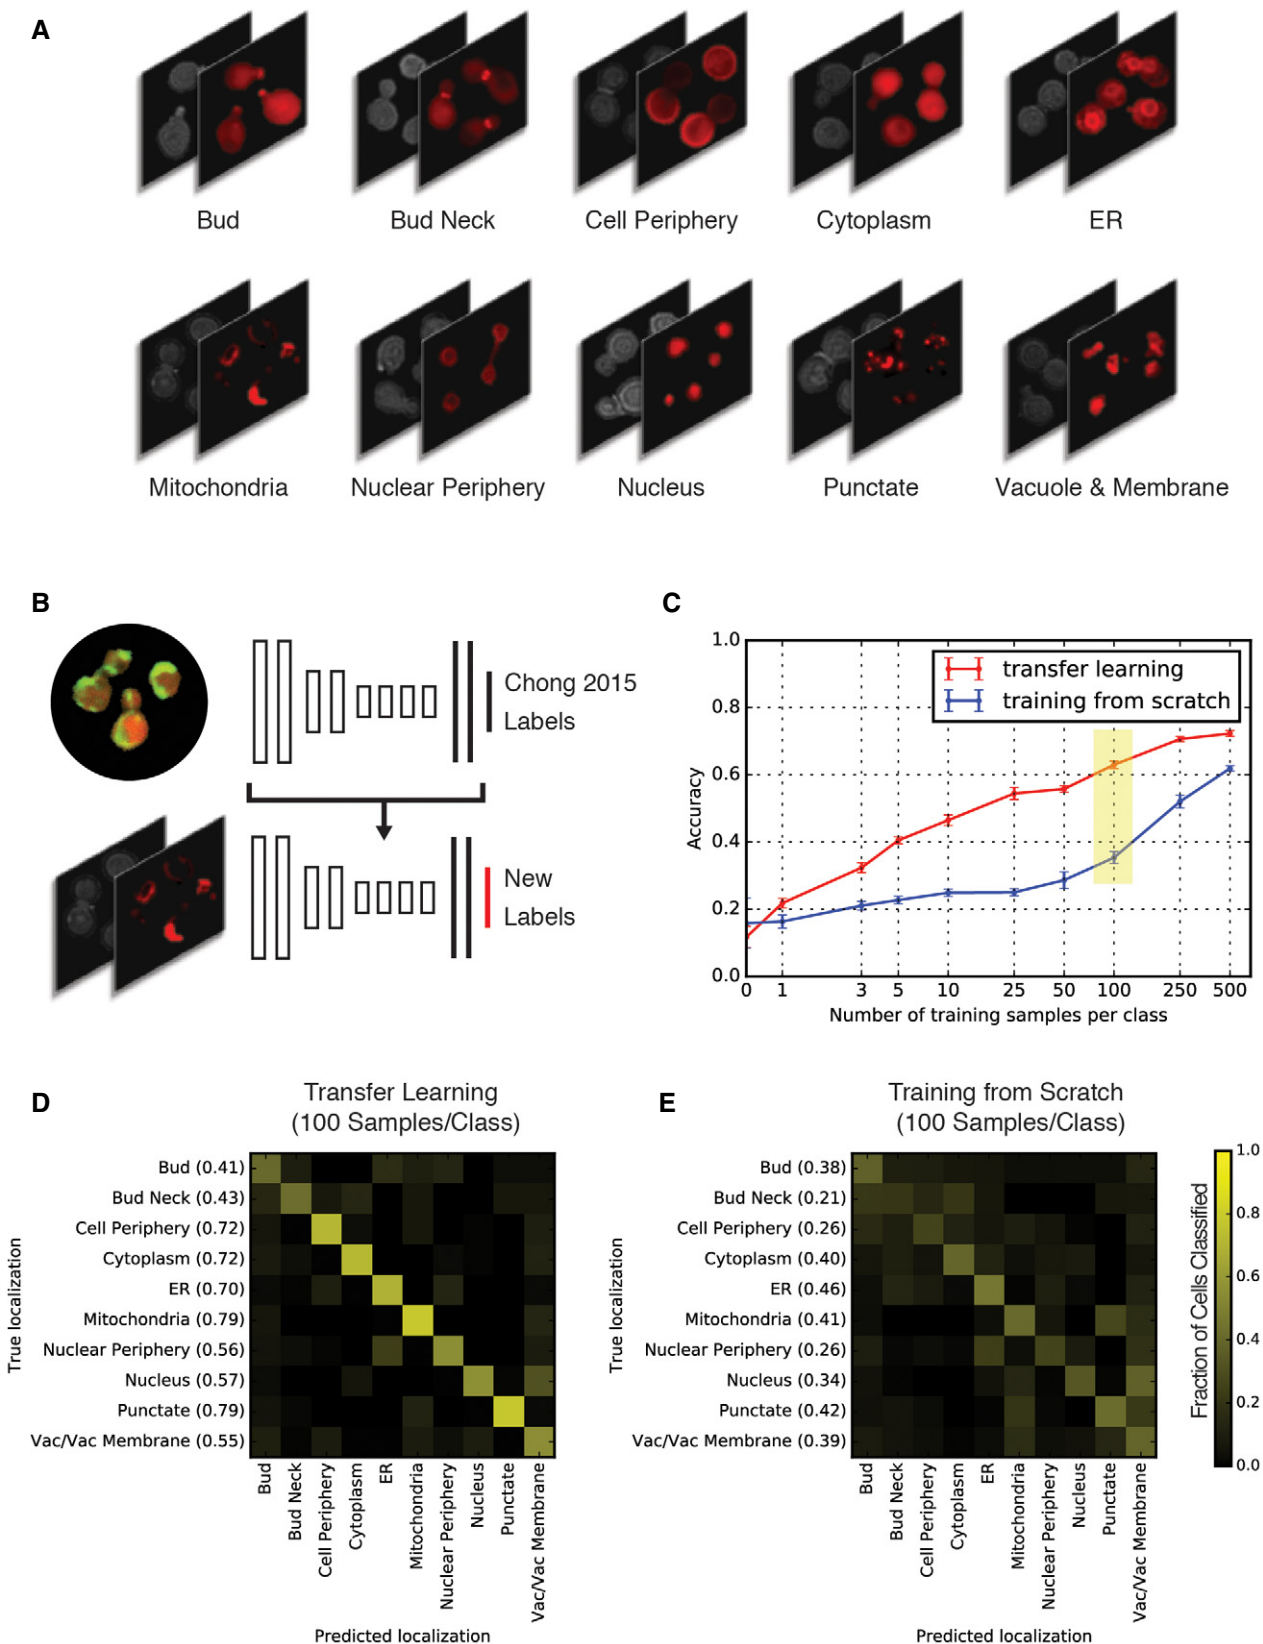 A
Bud
Bud Neck
Cell Periphery
Cytoplasm
ER
Mitochondria
Nuclear Periphery
Nucleus
Punctate
Vacuole & Membrane
B
Chong 2015
Labels
New
Labels
C
1.0
0.8
0.6
0.4
0.2
0.0
Accuracy
transfer learning
training from scratch
0 1 3 5 10 25 50 100 250 500
Number of training samples per class
D
Transfer Learning
(100 Samples/Class)
True localization
Bud (0.41)
Bud Neck (0.43)
Cell Periphery (0.72)
Cytoplasm (0.72)
ER (0.70)
Mitochondria (0.79)
Nuclear Periphery (0.56)
Nucleus (0.57)
Punctate (0.79)
Vac/Vac Membrane (0.55)
Bud
Bud Neck
Cell Periphery
Cytoplasm
ER
Mitochondria
Nuclear Periphery
Nucleus
Punctate
Vac/Vac Membrane
Predicted localization
E
Training from Scratch
(100 Samples/Class)
True localization
Bud (0.38)
Bud Neck (0.21)
Cell Periphery (0.26)
Cytoplasm (0.40)
ER (0.46)
Mitochondria (0.41)
Nuclear Periphery (0.26)
Nucleus (0.34)
Punctate (0.42)
Vac/Vac Membrane (0.39)
Bud
Bud Neck
Cell Periphery
Cytoplasm
ER
Mitochondria
Nuclear Periphery
Nucleus
Punctate
Vac/Vac Membrane
Predicted localization
Fraction of Cells Classified
1.0
0.8
0.6
0.4
0.2
0.0